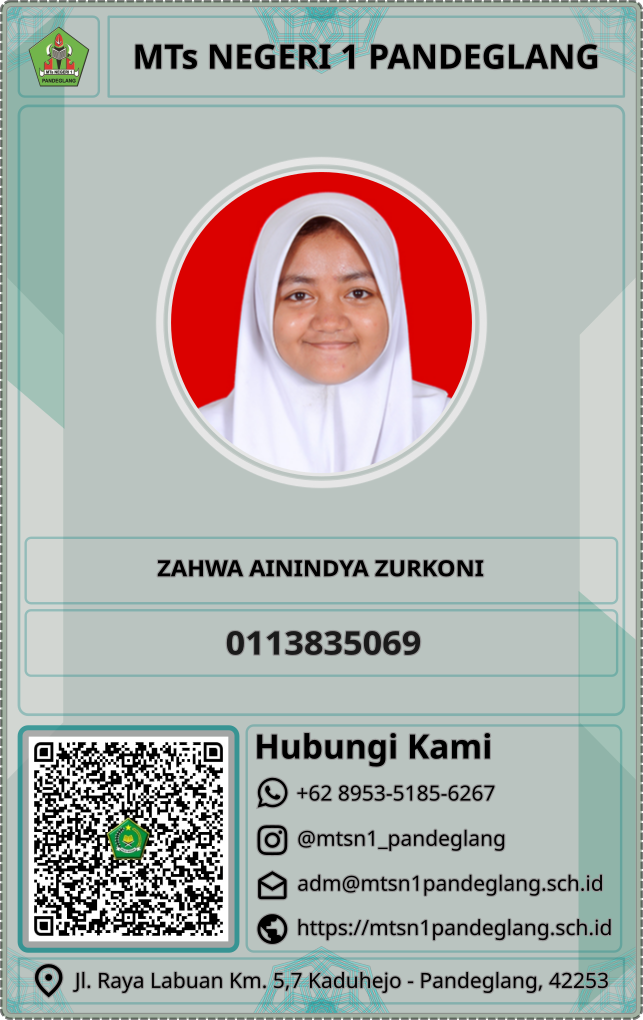 MTs NEGERI 1 PANDEGLANG
MTs NEGERI 1
PANDEGLANG
ZAHWA AININDYA ZURKONI
0113835069
Hubungi Kami
+62 8953-5185-6267
@mtsn1_pandeglang
adm@mtsn1pandeglang.sch.id
https://mtsn1pandeglang.sch.id
Jl. Raya Labuan Km. 5,7 Kaduhejo - Pandeglang, 42253